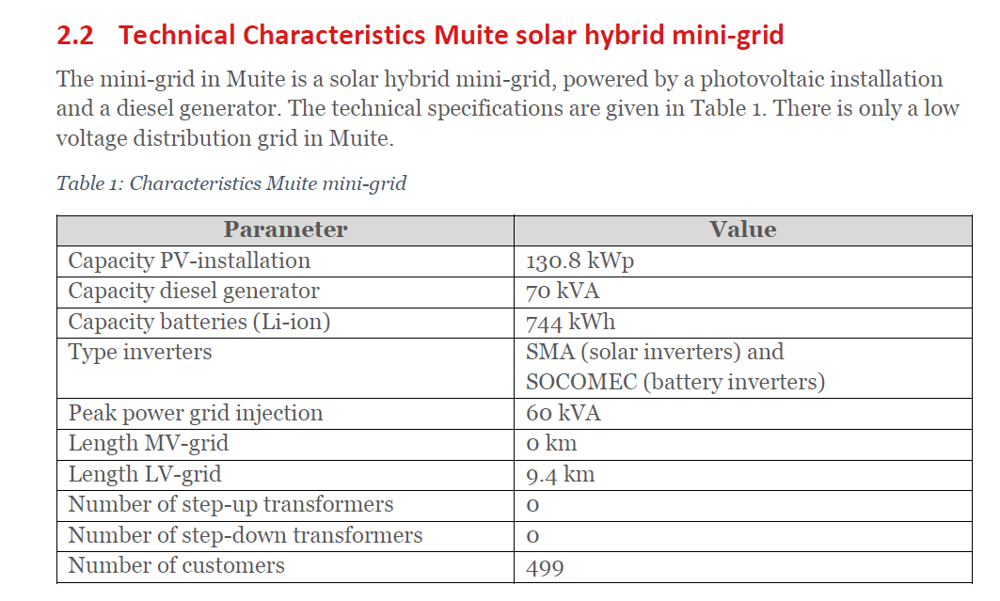 2.2 Technical Characteristics Muite solar hybrid mini-grid
The mini-grid in Muite is a solar hybrid mini-grid, powered by a photovoltaic installation
and a diesel generator. The technical specifications are given in Table 1. There is only a low
voltage distribution grid in Muite.
Table 1: Characteristics Muite mini-grid
Parameter Value
Capacity PV-installation 130.8 kWp
Capacity diesel generator 70 kVA
Capacity batteries (Li-ion) 744 kWh
Type inverters SMA (solar inverters) and
SOCOMEC (battery inverters)
Peak power grid injection 60 kVA
Length MV-grid 0 km
Length LV-grid 9.4 km
Number of step-up transformers 0
Number of step-down transformers 0
Number of customers 499